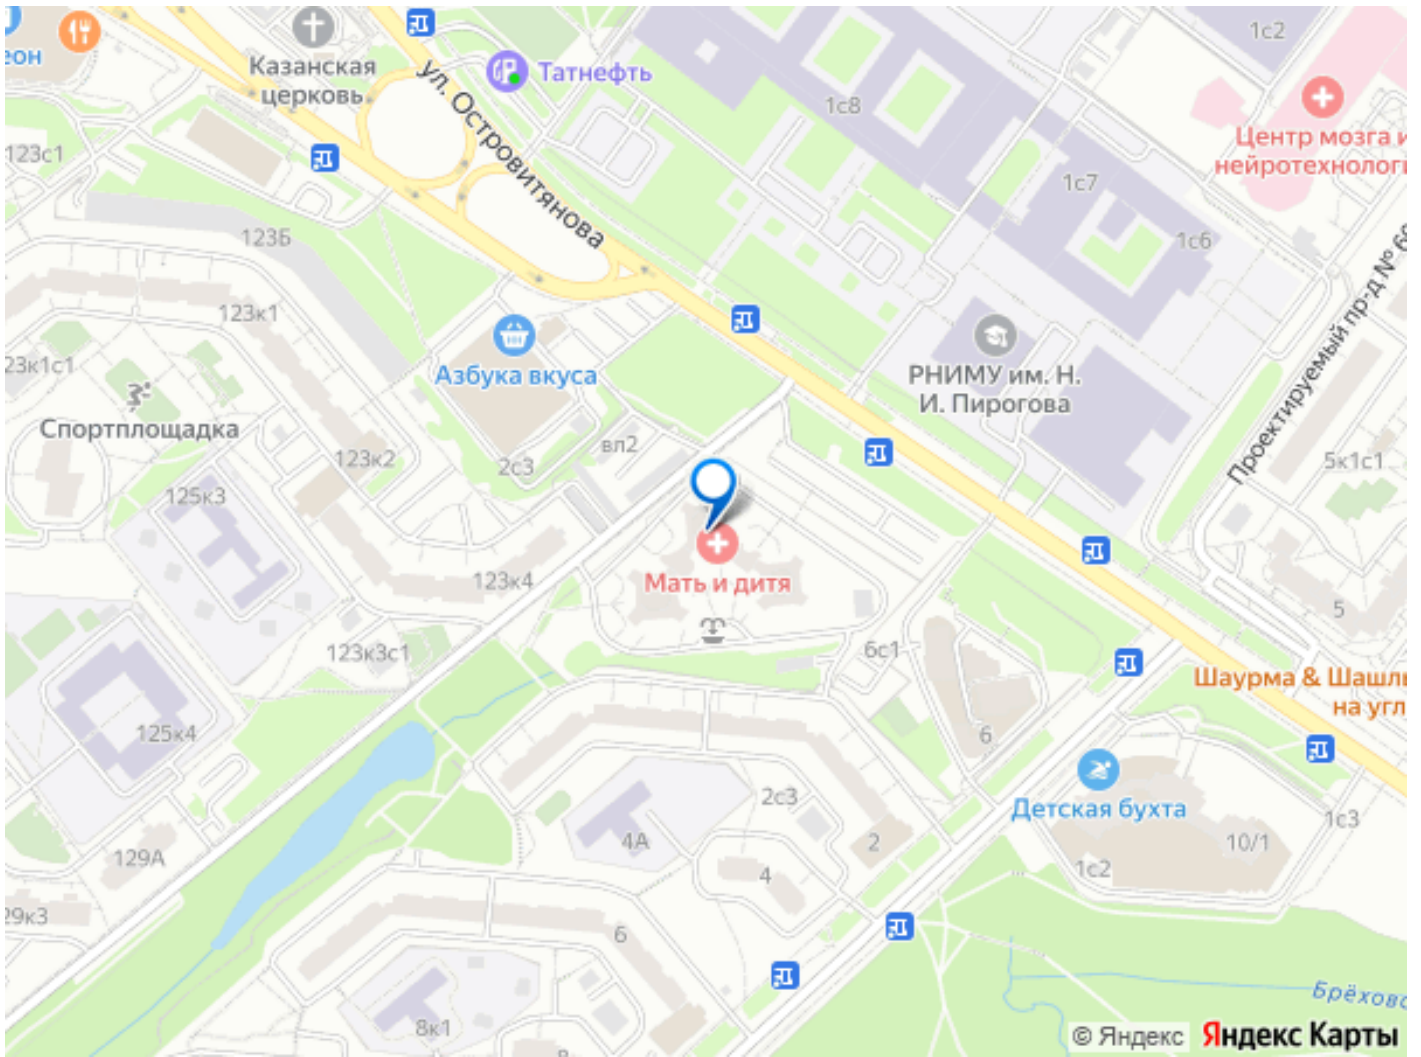 еон
Казанская
церковь
Татнефть
ул. Островитянова
1с2
1с8
Центр мозга и
нейротехнологи
123с1
1с7
123Б
1с6
Проектируемый пр-д № 6
123к1
23к1с1
Азбука вкуса
РНИМУ им. Н.
И. Пирогова
Спортплощадка
вл2
123к2
2с3
5к1с1
125к3
123к4
Мать и дитя
5
123к3с1
6с1
Шаурма & Шашл
на угл
125к4
6
2с3
Детская бухта
1с3
4А
2
10/1
129А
4
1с2
29к3
6
Брёхово
8к1
© Яндекс
Яндекс Карты